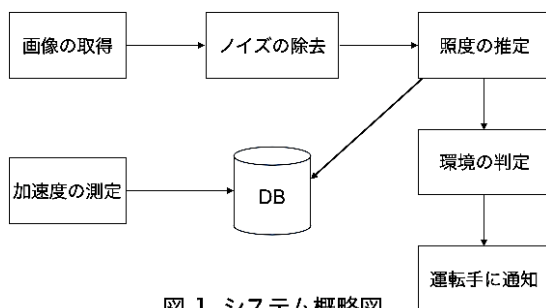 画像の取得
ノイズの除去
照度の推定
環境の判定
加速度の測定
DB
運転手に通知
図 1 システム概略図